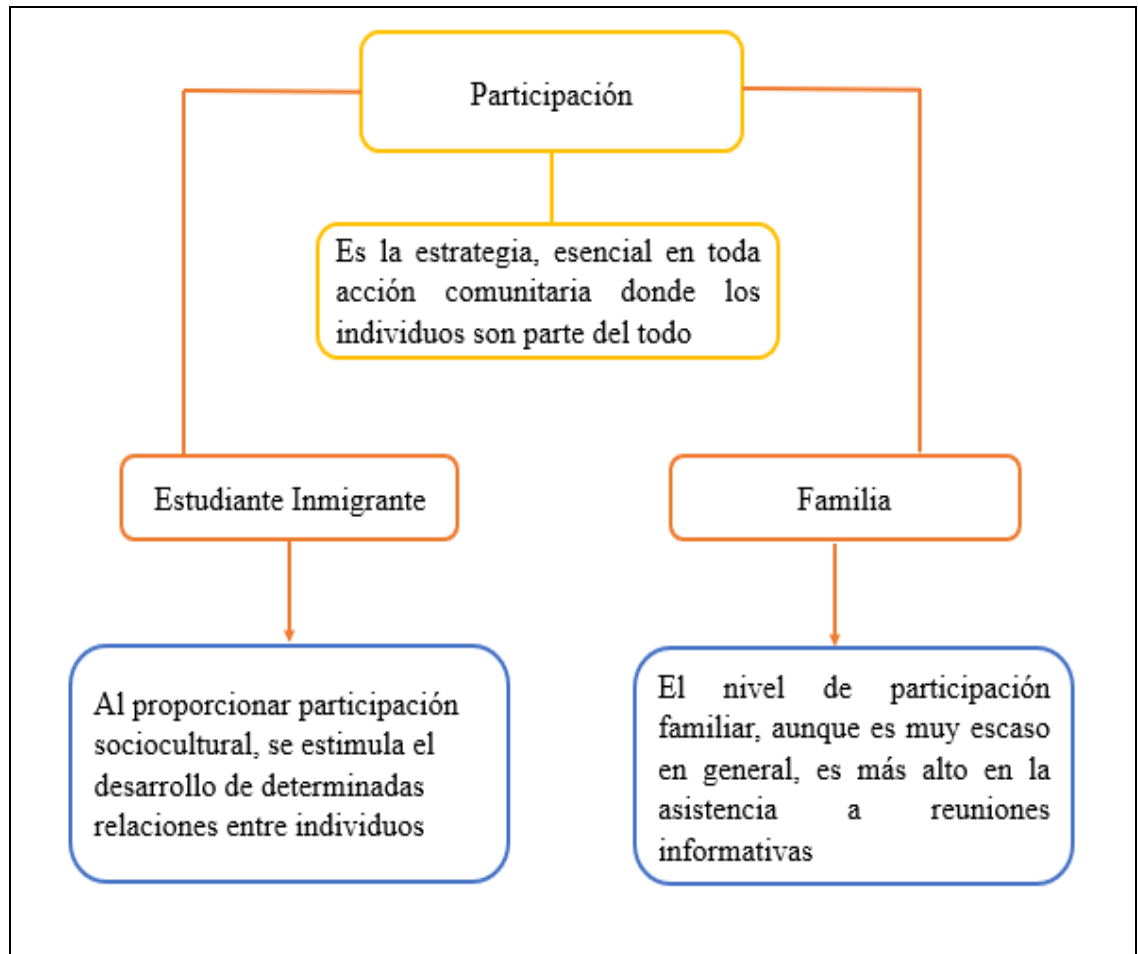 Participación
Es la estrategia, esencial en toda
acción comunitaria donde los
individuos son parte del todo
Estudiante Inmigrante
Familia
Al proporcionar participación
sociocultural, se estimula el
desarrollo de determinadas
relaciones entre individuos
El nivel de participación
familiar, aunque es muy escaso
en general, es más alto en la
asistencia a reuniones
informativas